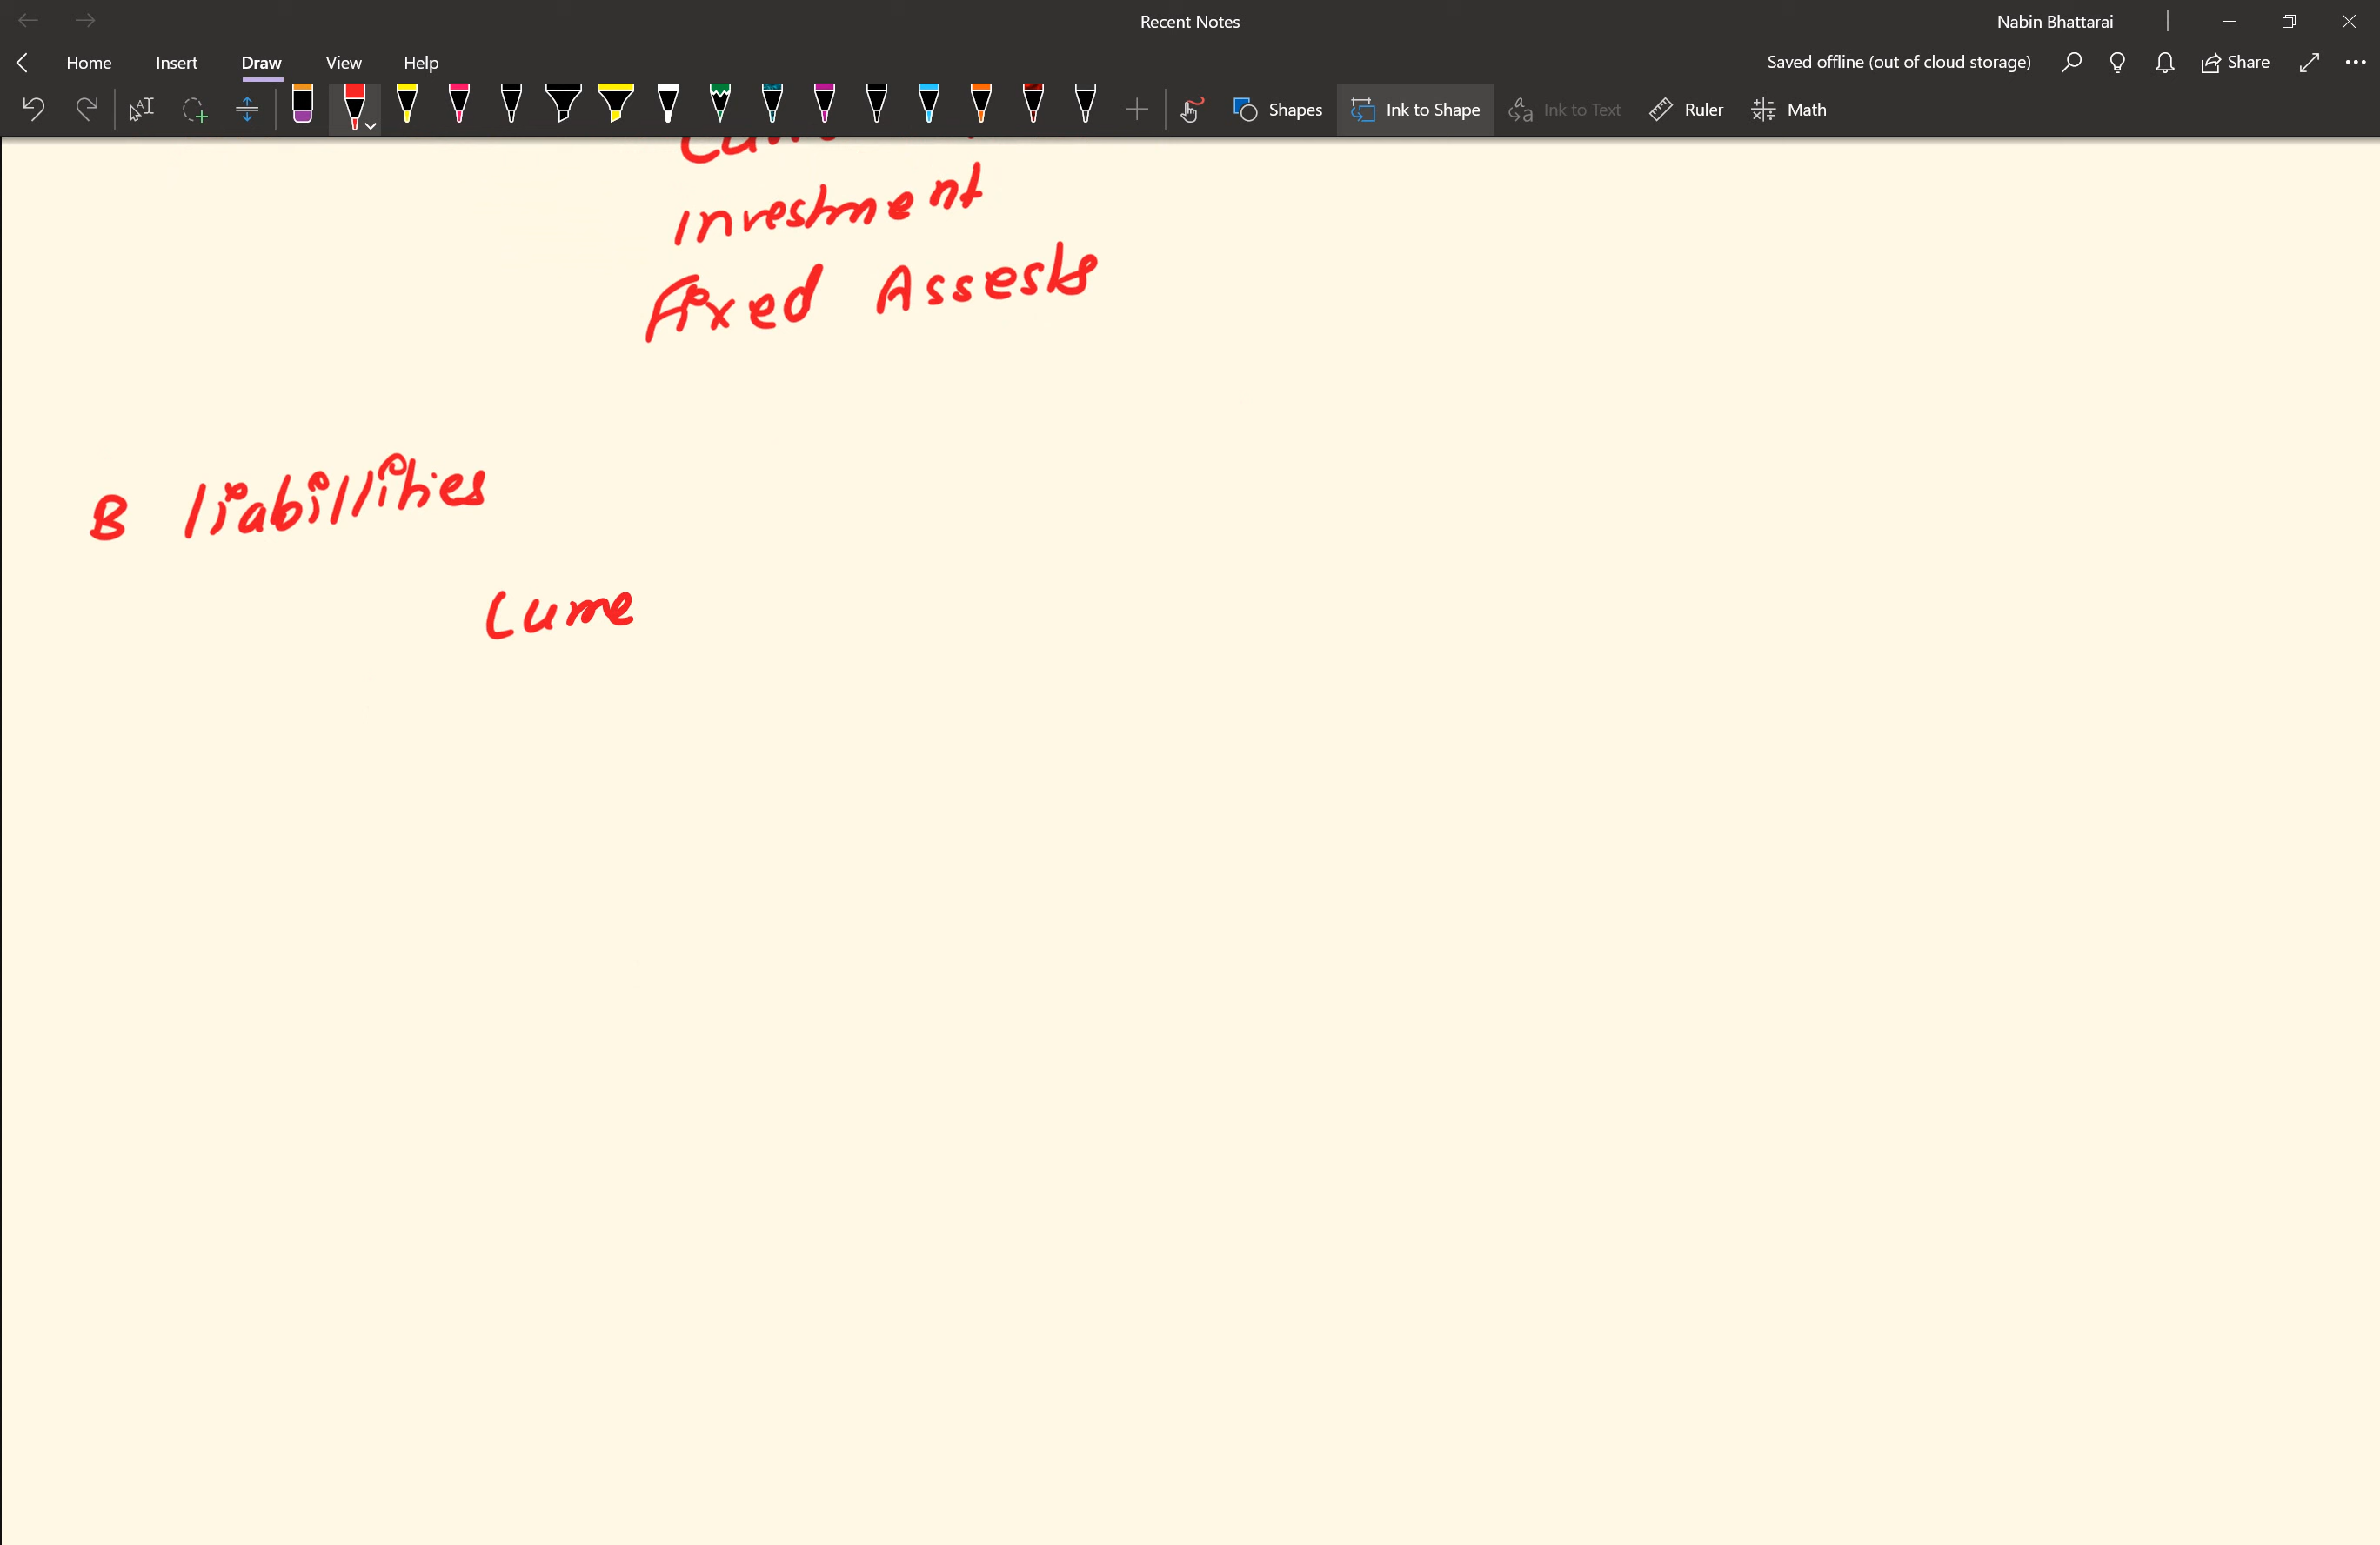 Recent Notes
Nabin Bhattarai
Home Insert Draw View Help
Saved offline (out of cloud storage) Share
Shapes Ink to Shape Ink to Text Ruler Math
investment
Fixed Assests
B liabillities
Curre